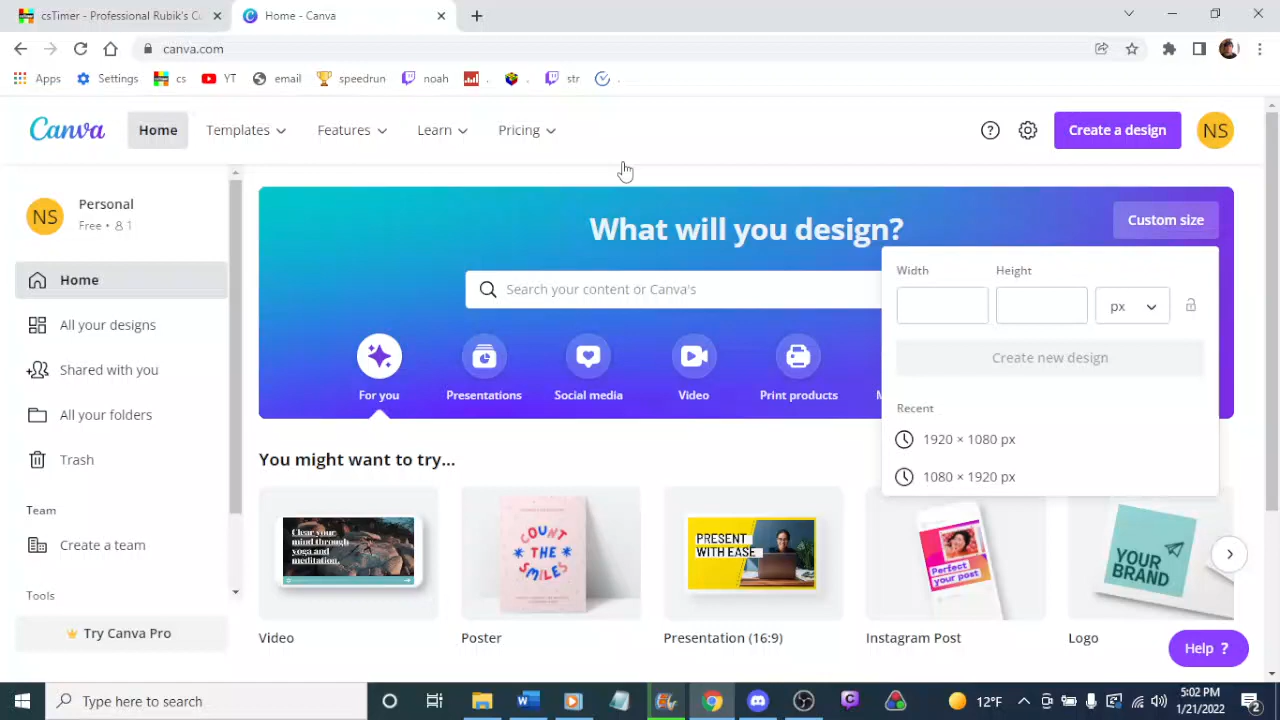 csTimer - Professional Rubik's C
Home - Canva
canva.com
Apps
Settings
cs
YT
email
speedrun
noah
.
.
str
.
Canva
Home
Templates
Features
Learn
Pricing
Create a design
NS
NS
Personal
Free • 1
What will you design?
Custom size
Width
Height
Home
Search your content or Canva's
px
All your designs
Create new design
Shared with you
For you
Presentations
Social media
Video
Print products
Recent
All your folders
1920 × 1080 px
Trash
You might want to try...
1080 × 1920 px
Team
Create a team
Clear your
mind through
yoga and
meditation.
COUNT
THE
SMILES
PRESENT
WITH EASE
Perfect
your post
YOUR
BRAND
Tools
Try Canva Pro
Video
Poster
Presentation (16:9)
Instagram Post
Logo
Help ?
Type here to search
12°F
5:02 PM
1/21/2022
2